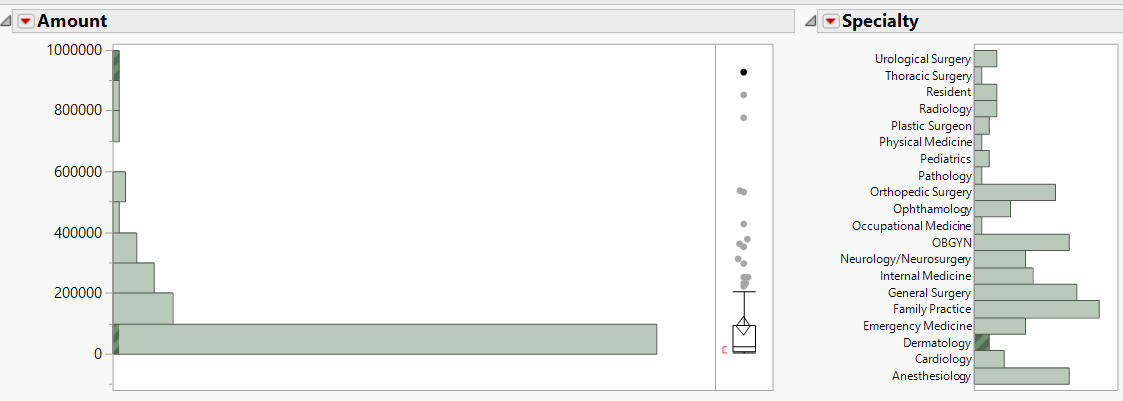 Amount
1000000
800000
600000
400000
200000
0
Specialty
Urological Surgery
Thoracic Surgery
Resident
Radiology
Plastic Surgeon
Physical Medicine
Pediatrics
Pathology
Orthopedic Surgery
Ophthamology
Occupational Medicine
OBGYN
Neurology/Neurosurgery
Internal Medicine
General Surgery
Family Practice
Emergency Medicine
Dermatology
Cardiology
Anesthesiology